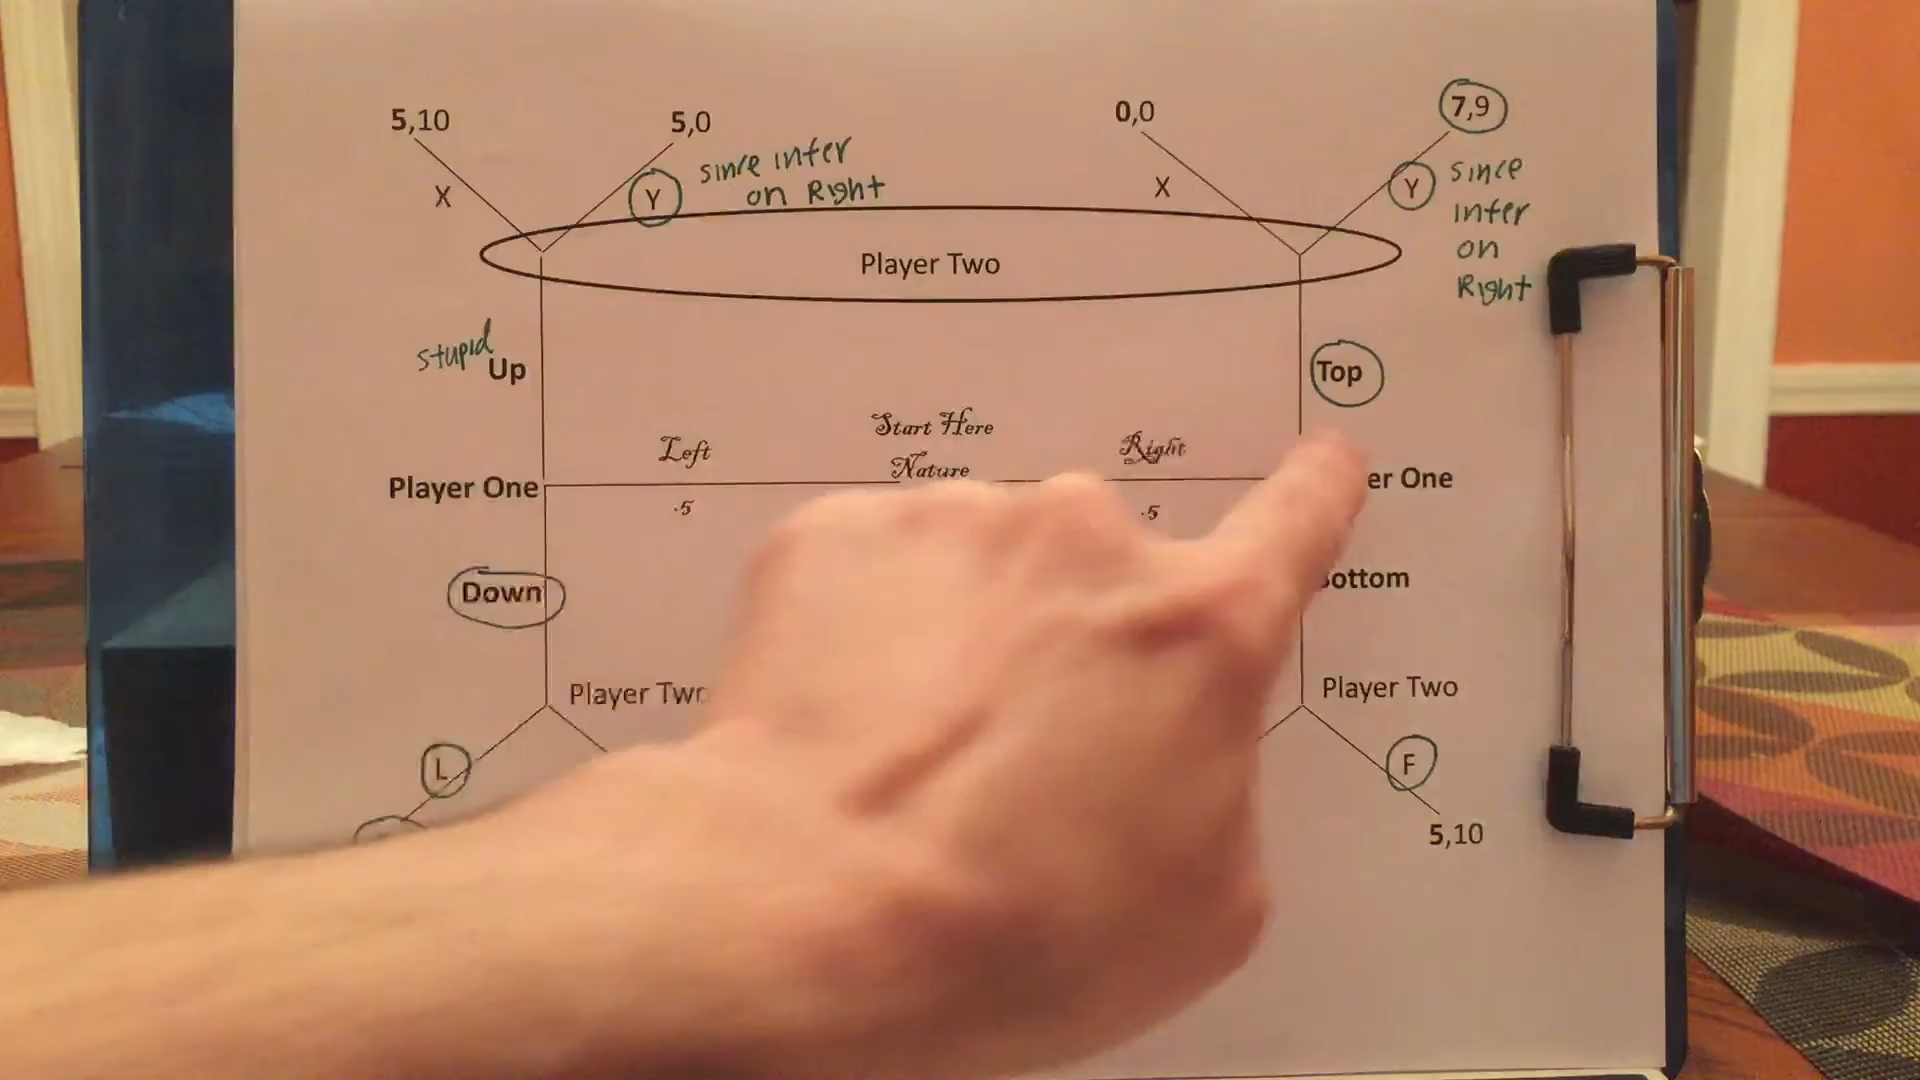 5,10
5,0
0,0
7,9
X
Y
since infer
on Right
X
Y
since
infer
on
Right
Player Two
stupid
Up
Top
Start Here
Left
Right
Nature
Player One
er One
.5
.5
Down
ottom
Player Tw
Player Two
L
F
5,10